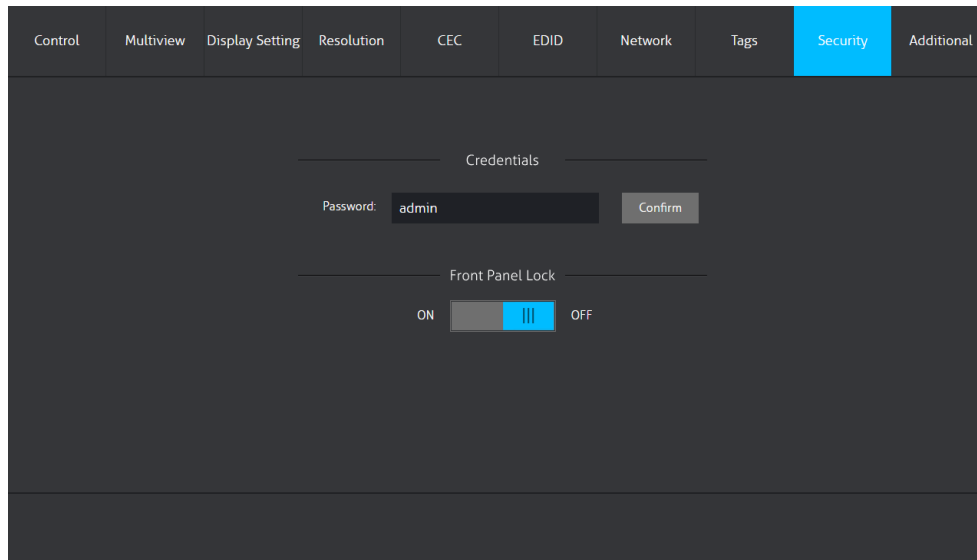 Control Multiview Display Setting Resolution CEC EDID Network Tags Security Additional
Credentials
Password: admin Confirm
Front Panel Lock
ON OFF